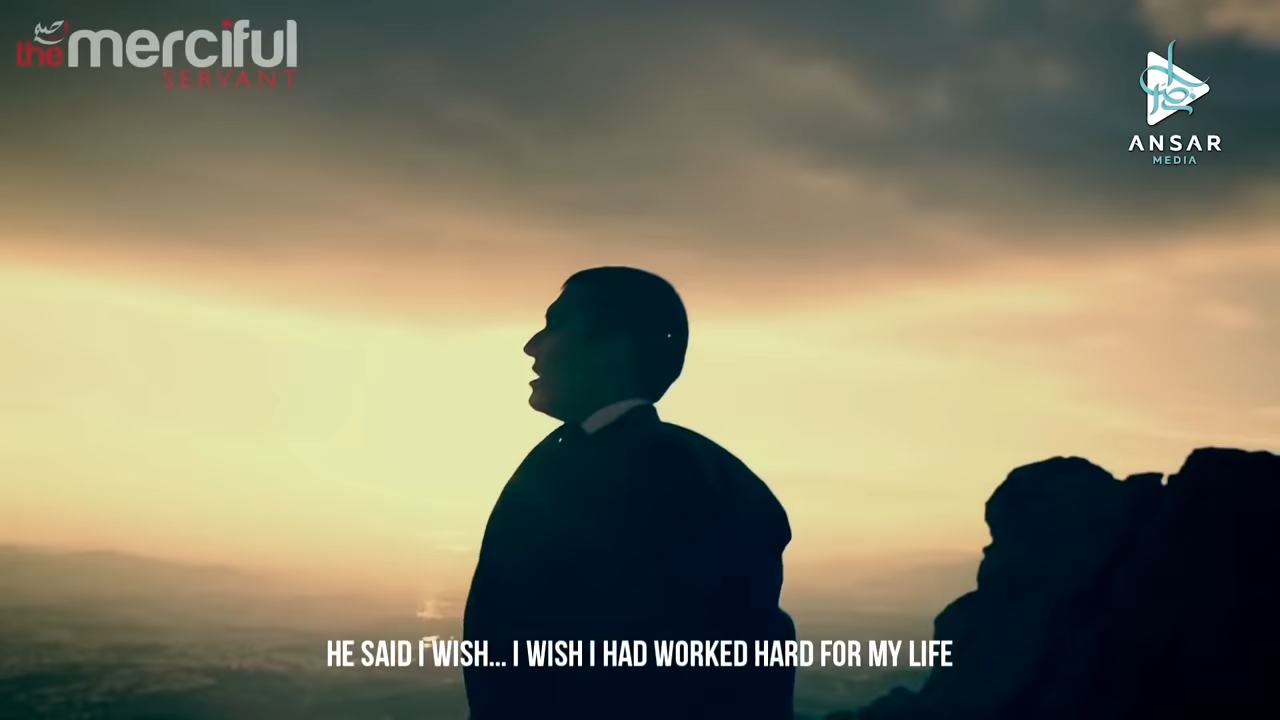 the merciful
SERVANT
ANSAR
MEDIA
HE SAID I WISH... I WISH I HAD WORKED HARD FOR MY LIFE